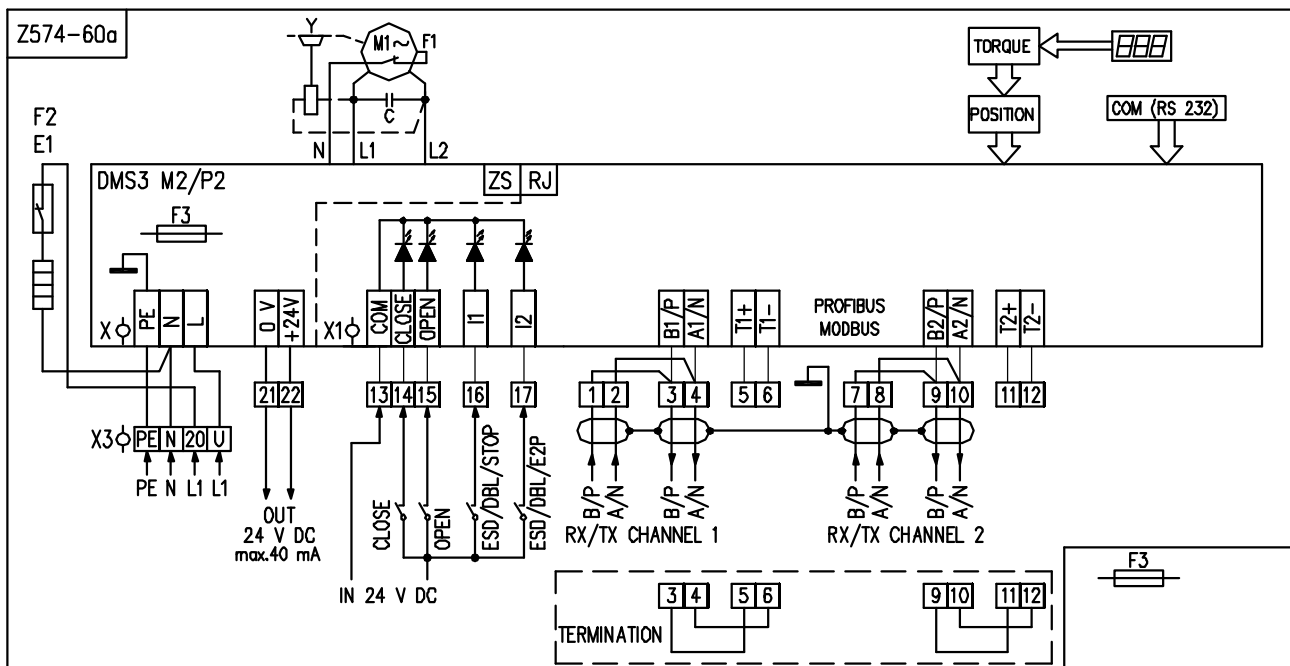 Z574-60a
Y
M1~
F1
C
N
L1
L2
TORQUE
POSITION
COM (RS 232)
F2
E1
DMS3 M2/P2
ZS
RJ
F3
X
PE
N
L
0 V
+24V
X1
COM
CLOSE
OPEN
I1
I2
B1/P
A1/N
T1+
T1-
PROFIBUS
MODBUS
B2/P
A2/N
T2+
T2-
21 22
13 14 15
16
17
1 2
3 4
5 6
7 8
9 10
11 12
X3
PE N 20 U
PE N L1 L1
OUT
24 V DC
max.40 mA
CLOSE
OPEN
ESD/DBL/STOP
ESD/DBL/E2P
IN 24 V DC
B/P
A/N
B/P
A/N
RX/TX CHANNEL 1
B/P
A/N
B/P
A/N
RX/TX CHANNEL 2
TERMINATION
3 4
5 6
9 10
11 12
F3